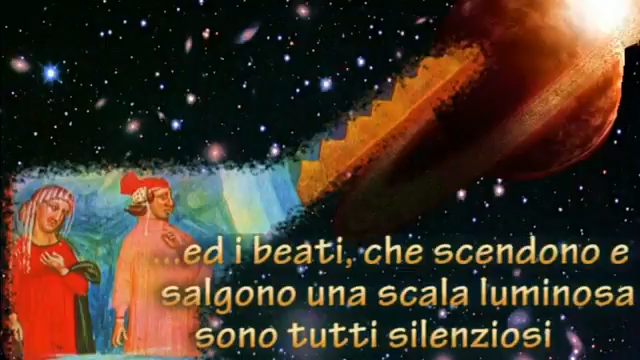 ...ed i beati, che scendono e
salgono una scala luminosa
sono tutti silenziosi